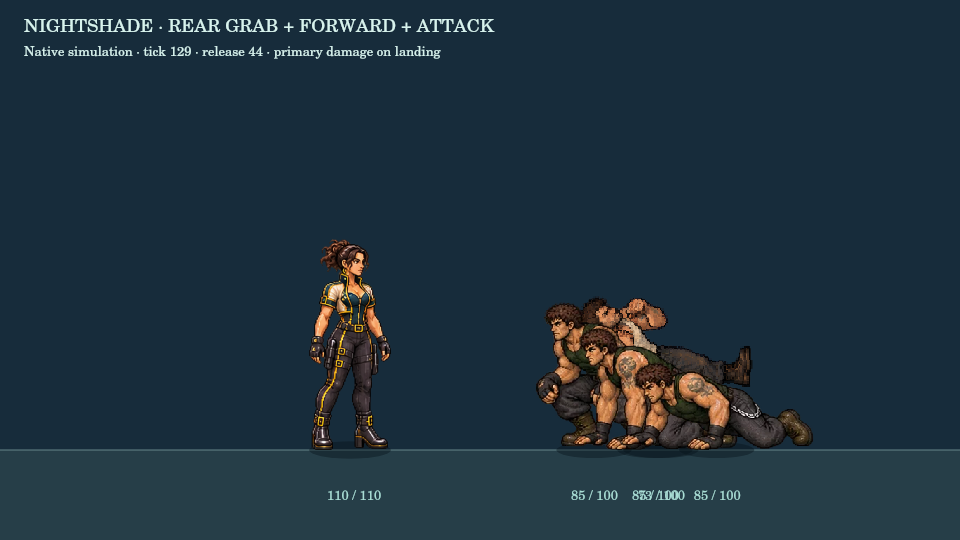 NIGHTSHADE · REAR GRAB + FORWARD + ATTACK
Native simulation · tick 129 · release 44 · primary damage on landing
110 / 110 85 / 100 85 / 100